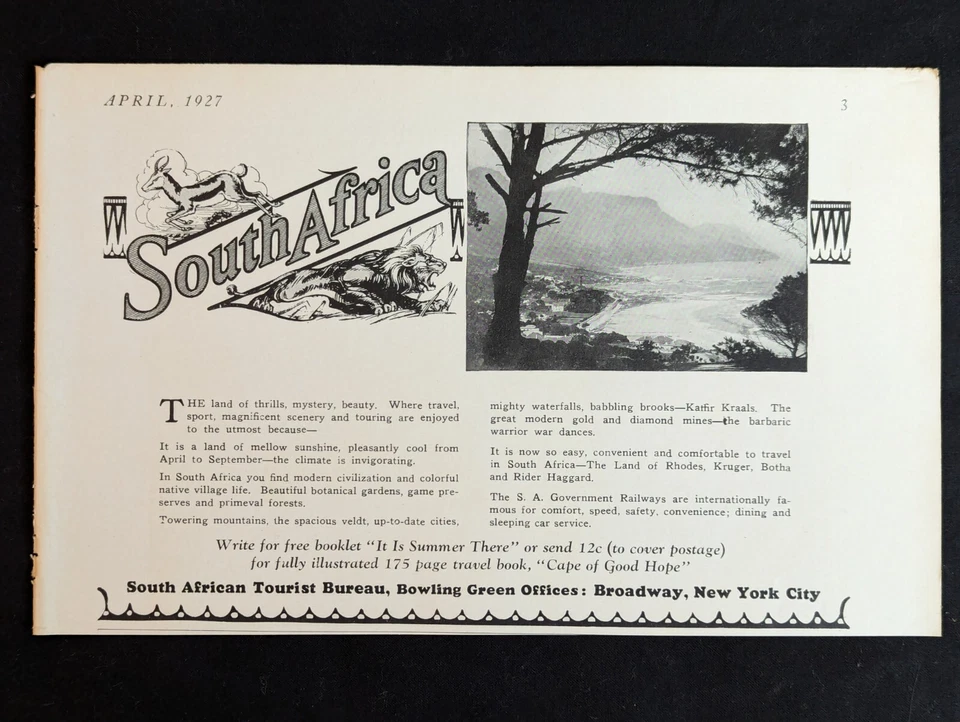 APRIL, 1927
3
South Africa
THE land of thrills, mystery, beauty. Where travel,
sport, magnificent scenery and touring are enjoyed
to the utmost because—
It is a land of mellow sunshine, pleasantly cool from
April to September—the climate is invigorating.
In South Africa you find modern civilization and colorful
native village life. Beautiful botanical gardens, game pre-
serves and primeval forests.
Towering mountains, the spacious veldt, up-to-date cities,
mighty waterfalls, babbling brooks—Kaffir Kraals. The
great modern gold and diamond mines—the barbaric
warrior war dances.
It is now so easy, convenient and comfortable to travel
in South Africa—The Land of Rhodes, Kruger, Botha
and Rider Haggard.
The S. A. Government Railways are internationally fa-
mous for comfort, speed, safety, convenience; dining and
sleeping car service.
Write for free booklet "It Is Summer There" or send 12c (to cover postage)
for fully illustrated 175 page travel book, "Cape of Good Hope"
South African Tourist Bureau, Bowling Green Offices: Broadway, New York City